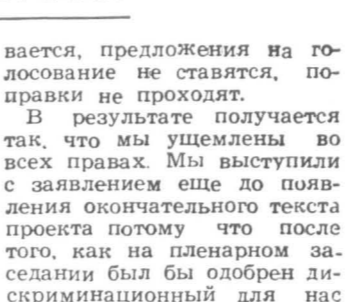 вается, предложения на го-
лосование не ставятся, по-
правки не проходят.
В результате получается
так, что мы ущемлены во
всех правах. Мы выступили
с заявлением еще до появ-
ления окончательного текста
проекта потому что после
того, как на пленарном за-
седании был бы одобрен ди-
скриминационный для нас